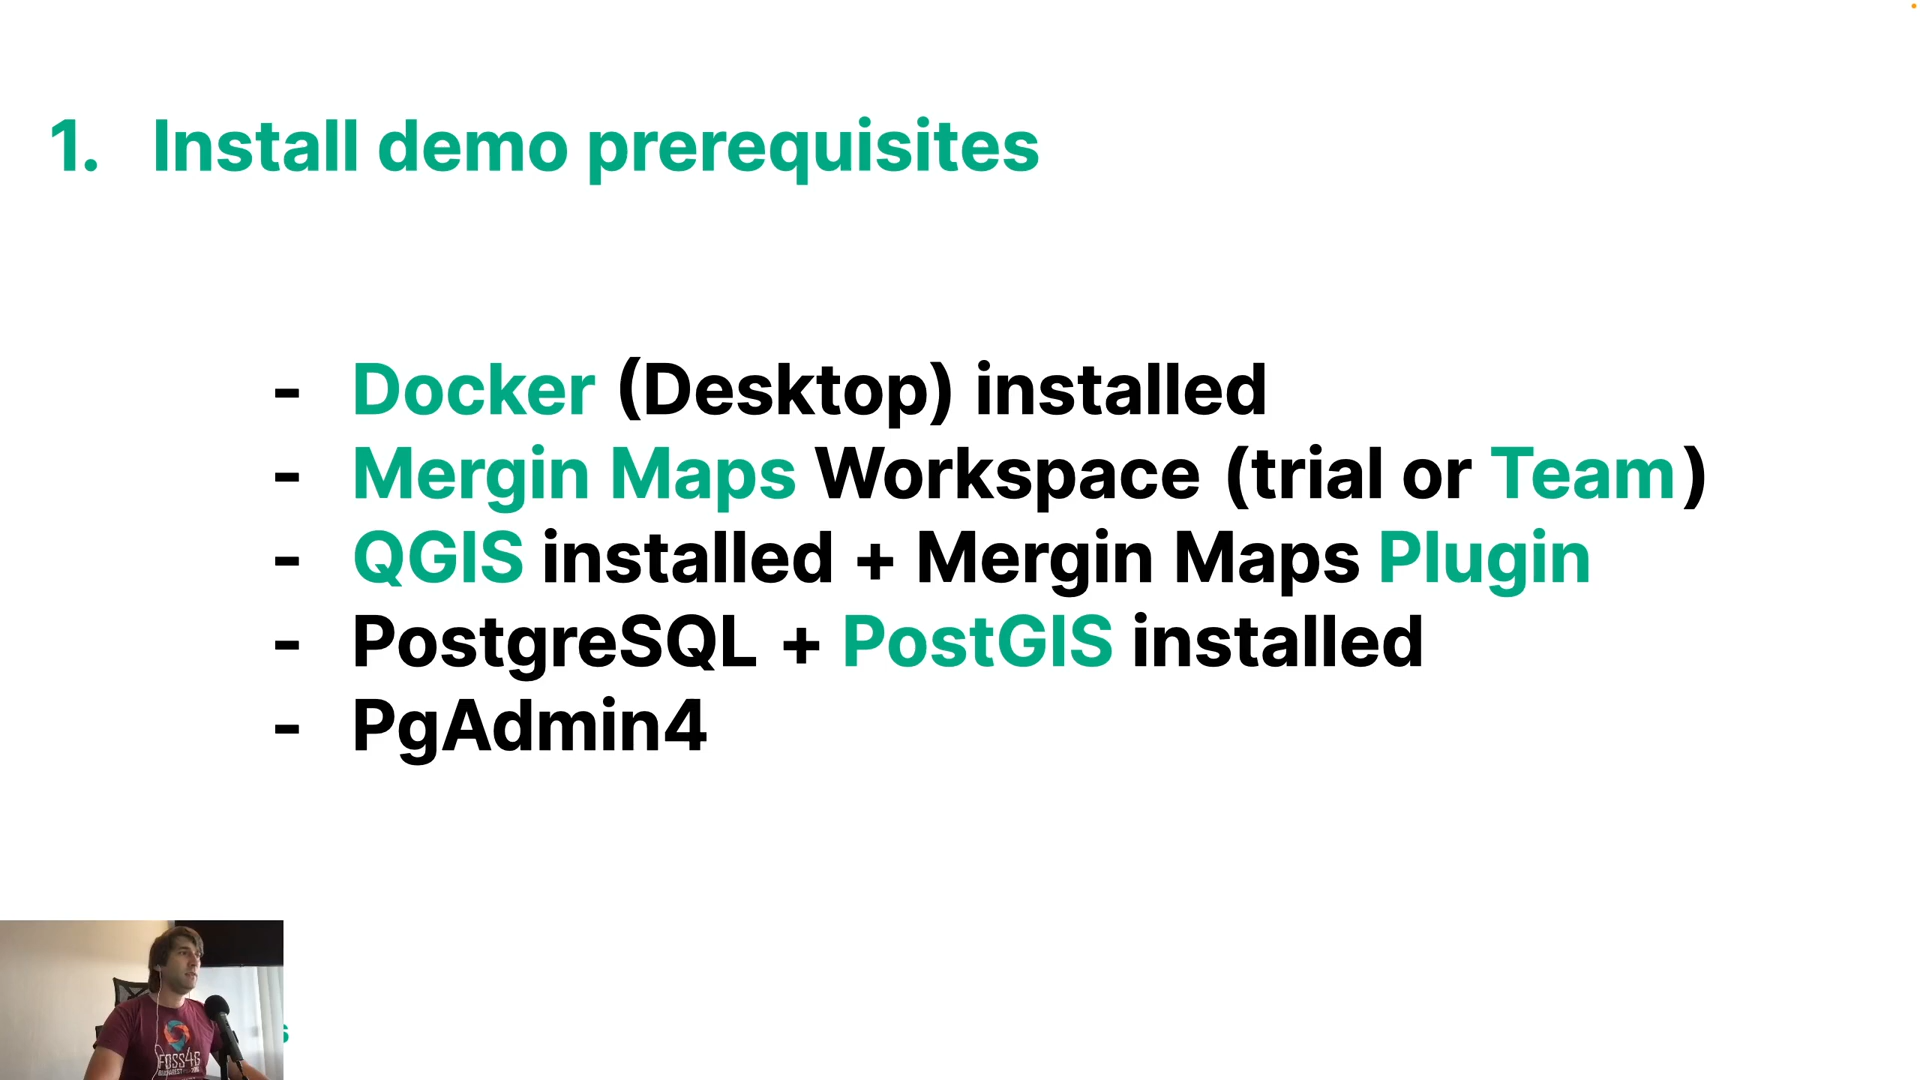 1. Install demo prerequisites
- Docker (Desktop) installed
- Mergin Maps Workspace (trial or Team)
- QGIS installed + Mergin Maps Plugin
- PostgreSQL + PostGIS installed
- PgAdmin4
s
FOSS4G